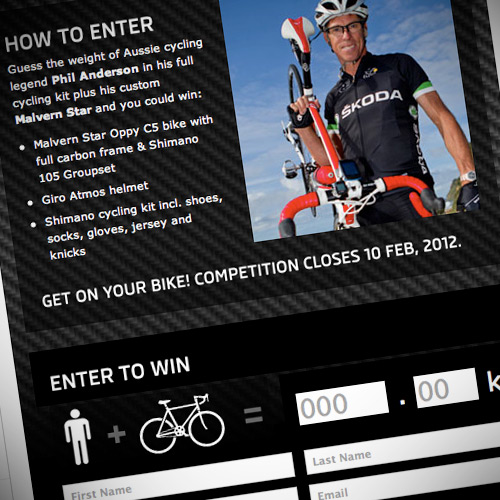 HOW TO ENTER
Guess the weight of Aussie cycling
legend Phil Anderson in his full
cycling kit plus his custom
Malvern Star and you could win:
• Malvern Star Oppy C5 bike with
full carbon frame & Shimano
105 Groupset
• Giro Atmos helmet
• Shimano cycling kit incl. shoes,
socks, gloves, jersey and
knicks
ŠKODA
GET ON YOUR BIKE! COMPETITION CLOSES 10 FEB, 2012.
ENTER TO WIN
+ = 000 . 00 k
First Name
Last Name
Email